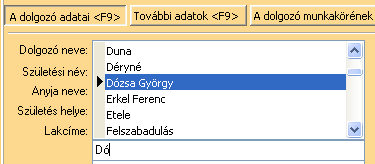 A dolgozó adatai <F9> További adatok <F9> A dolgozó munkakörének
Dolgozó neve: Duna
Születési név: Déryné
Anyja neve: Dózsa György
Születés helye: Erkel Ferenc
Lakcíme: Etele
Felszabadulás
Dó